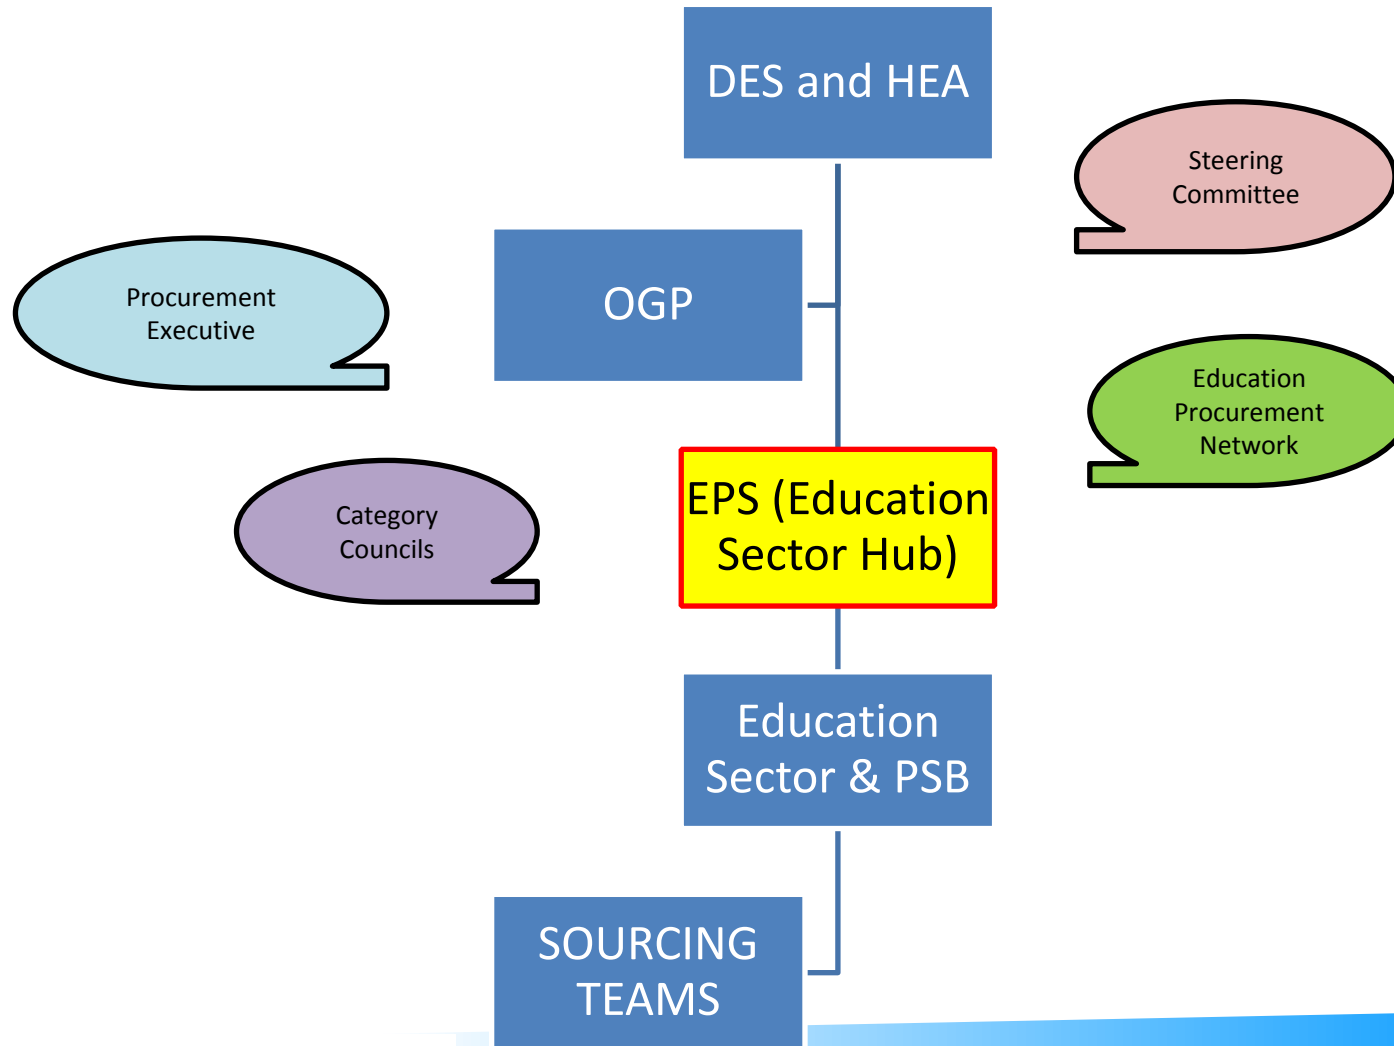 DES and HEA
Steering
Committee
OGP
Procurement
Executive
Education
Procurement
Network
EPS (Education
Sector Hub)
Category
Councils
Education
Sector & PSB
SOURCING
TEAMS